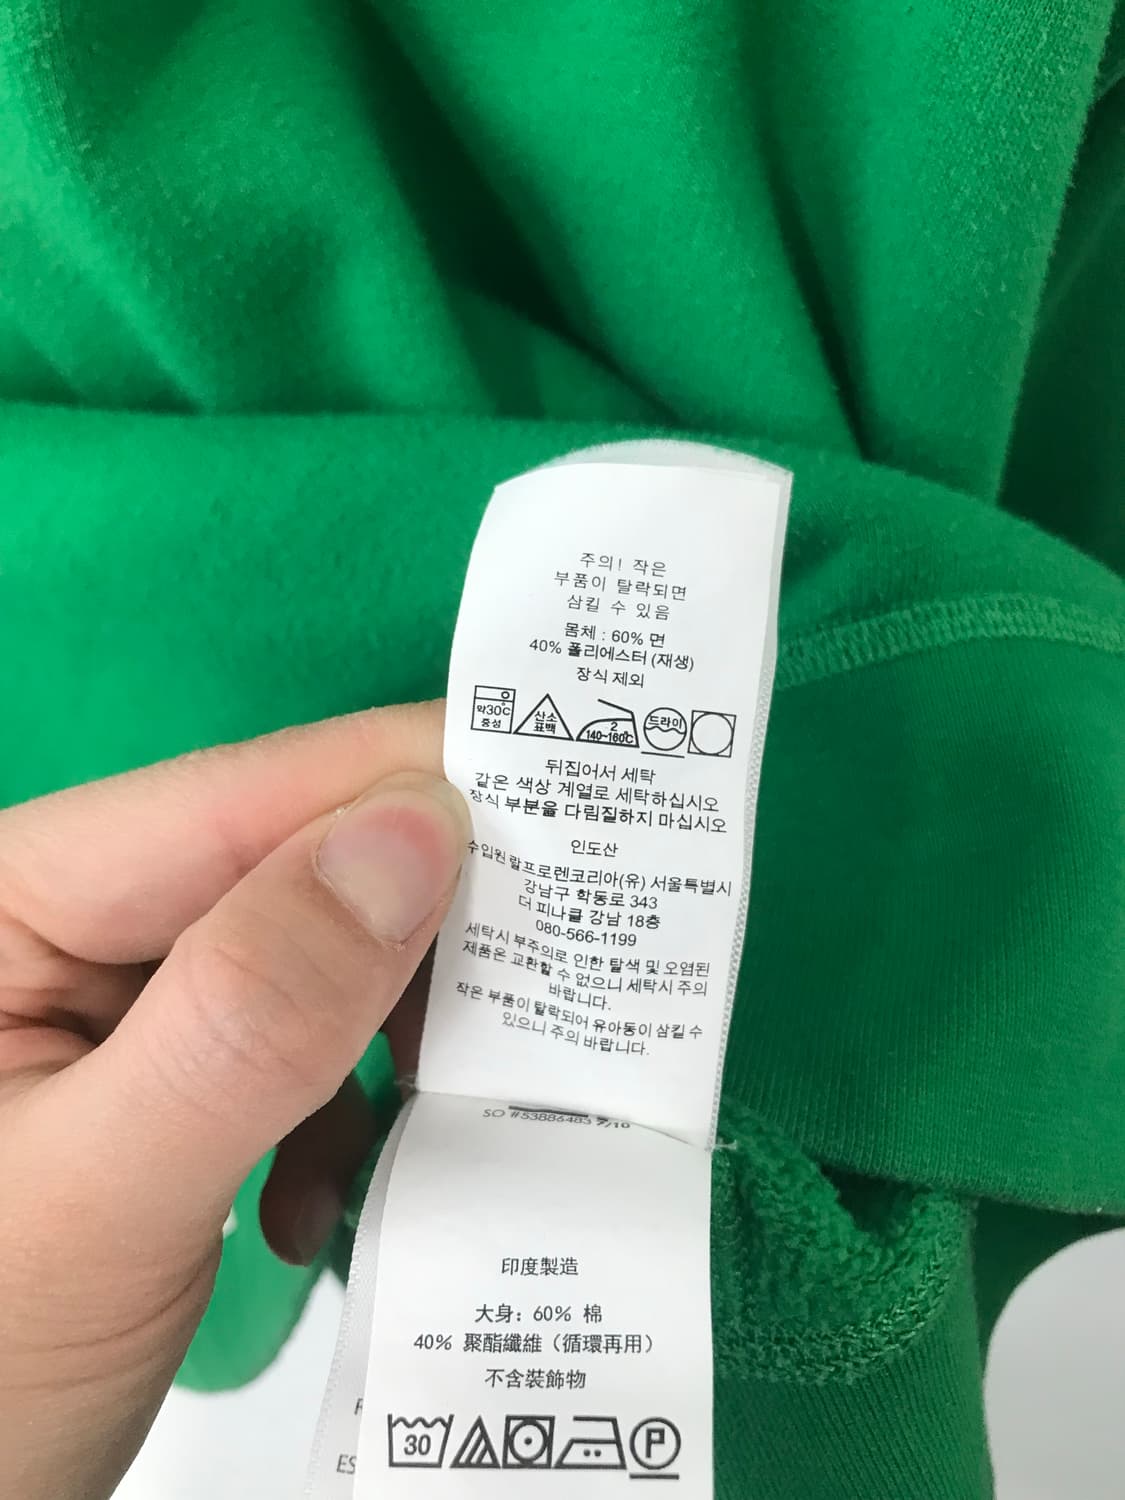 주의! 작은
부품이 탈락되면
삼킬 수 있음
몸체 : 60% 면
40% 폴리에스터 (재생)
장식 제외
약30℃ 중성 산소 표백 2 140~160℃ 드라이
뒤집어서 세탁
같은 색상 계열로 세탁하십시오
장식 부분을 다림질하지 마십시오
인도산
수입원 랄프로렌코리아(유) 서울특별시
강남구 학동로 343
더 피나클 강남 18층
080-566-1199
세탁시 부주의로 인한 탈색 및 오염된
제품은 교환할 수 없으니 세탁시 주의
바랍니다.
작은 부품이 탈락되어 유아동이 삼킬 수
있으니 주의 바랍니다.
SO #53886483 7/10
印度製造
大身: 60% 棉
40% 聚酯纖維（循環再用）
不含裝飾物
30 P
ES